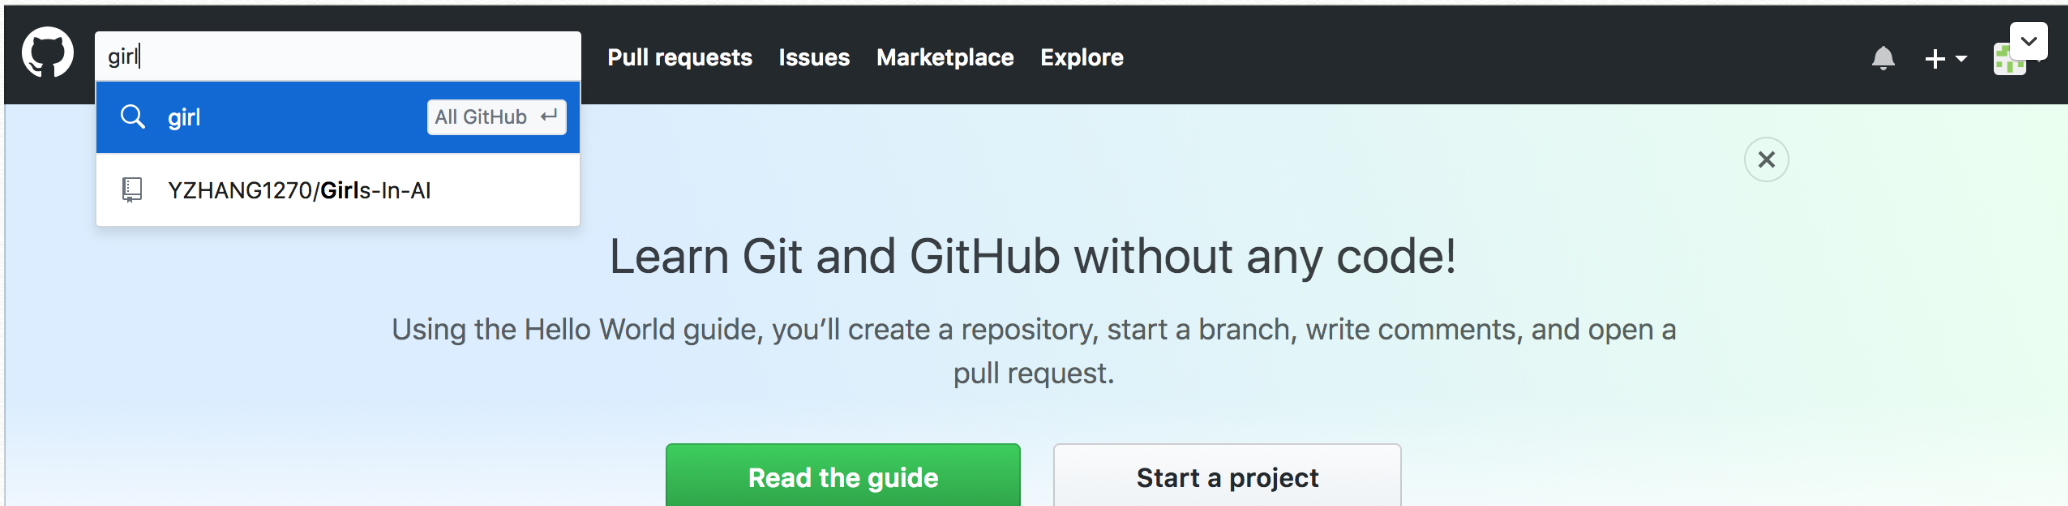 girl
Pull requests Issues Marketplace Explore
girl All GitHub
YZHANG1270/Girls-In-AI
Learn Git and GitHub without any code!
Using the Hello World guide, you’ll create a repository, start a branch, write comments, and open a
pull request.
Read the guide Start a project